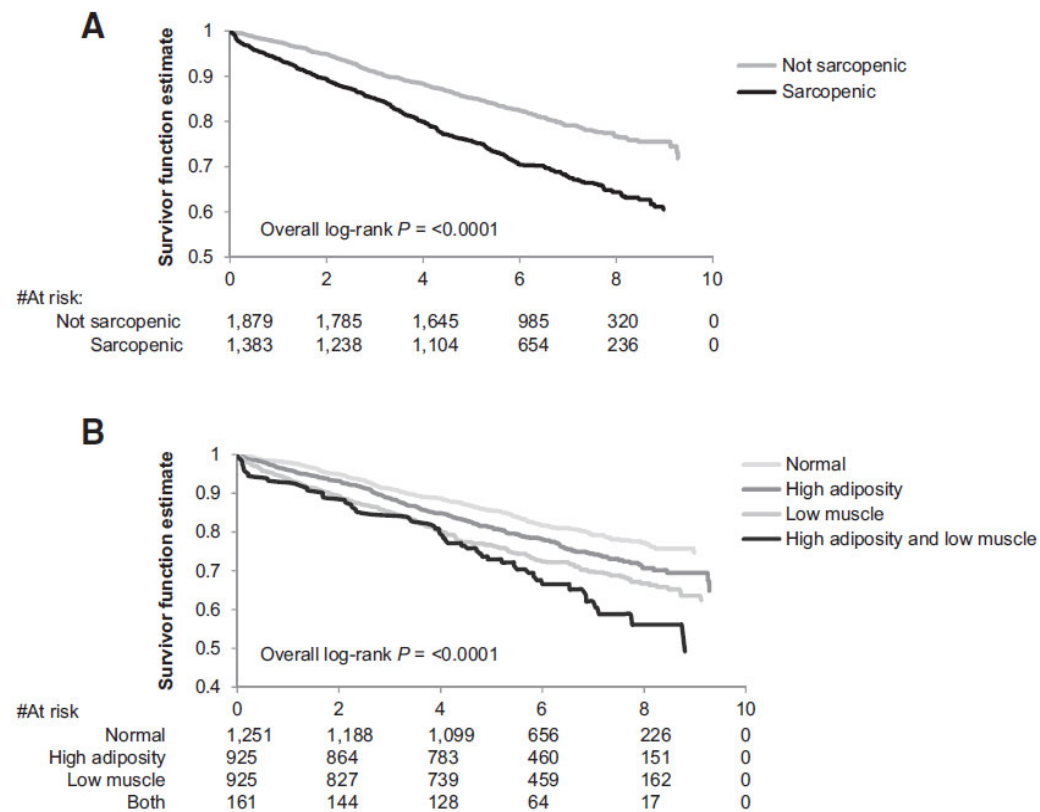 A
Survivor function estimate
1
0.9
0.8
0.7
0.6
0.5
Not sarcopenic
Sarcopenic
Overall log-rank P = <0.0001
0 2 4 6 8 10
#At risk:
Not sarcopenic 1,879 1,785 1,645 985 320 0
Sarcopenic 1,383 1,238 1,104 654 236 0
B
Survivor function estimate
1
0.9
0.8
0.7
0.6
0.5
0.4
Normal
High adiposity
Low muscle
High adiposity and low muscle
Overall log-rank P = <0.0001
0 2 4 6 8 10
#At risk
Normal 1,251 1,188 1,099 656 226 0
High adiposity 925 864 783 460 151 0
Low muscle 925 827 739 459 162 0
Both 161 144 128 64 17 0